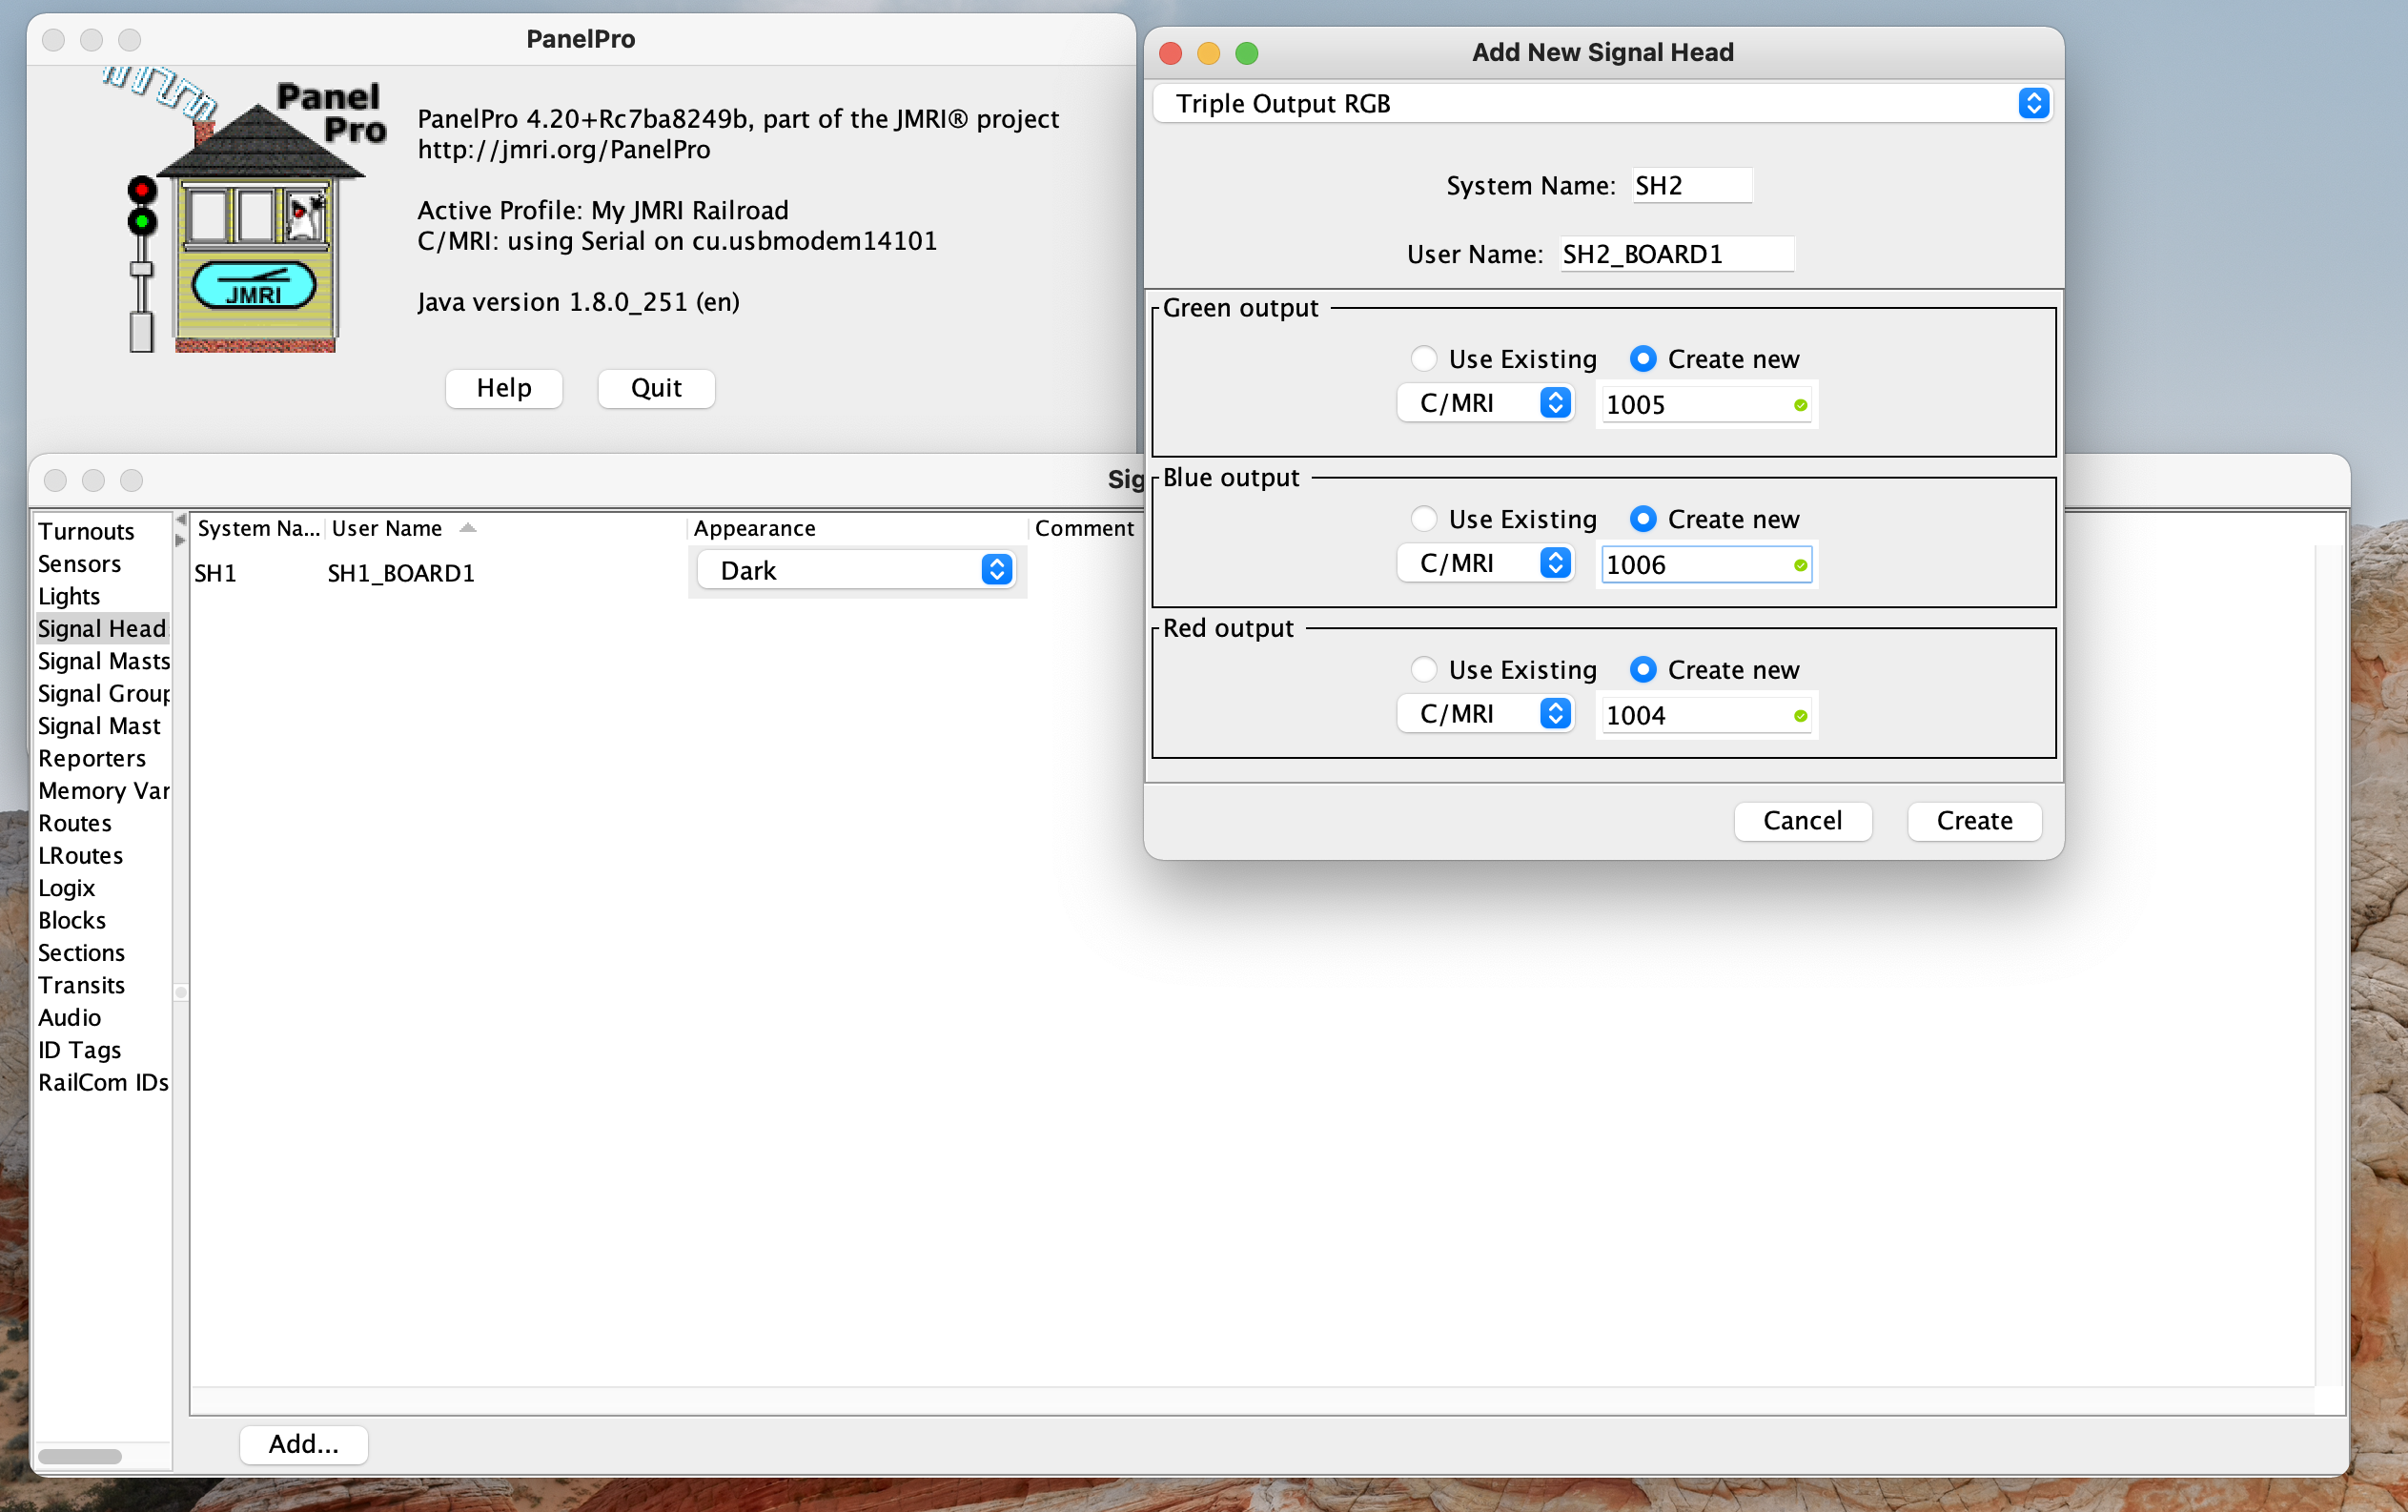 PanelPro
Panel
Pro
JMRI
PanelPro 4.20+Rc7ba8249b, part of the JMRI® project
http://jmri.org/PanelPro
Active Profile: My JMRI Railroad
C/MRI: using Serial on cu.usbmodem14101
Java version 1.8.0_251 (en)
Help
Quit
Add New Signal Head
Triple Output RGB
System Name: SH2
User Name: SH2_BOARD1
Green output
Use Existing Create new
C/MRI 1005
Blue output
Use Existing Create new
C/MRI 1006
Red output
Use Existing Create new
C/MRI 1004
Cancel
Create
Sig
Turnouts
Sensors
Lights
Signal Head
Signal Masts
Signal Group
Signal Mast
Reporters
Memory Var
Routes
LRoutes
Logix
Blocks
Sections
Transits
Audio
ID Tags
RailCom IDs
System Na... User Name Appearance Comment
SH1 SH1_BOARD1 Dark
Add...